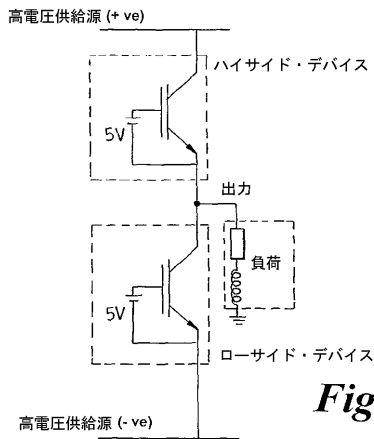 高電圧供給源 (+ ve)
ハイサイド・デバイス
5V
出力
負荷
5V
ローサイド・デバイス
Fig
高電圧供給源 (- ve)